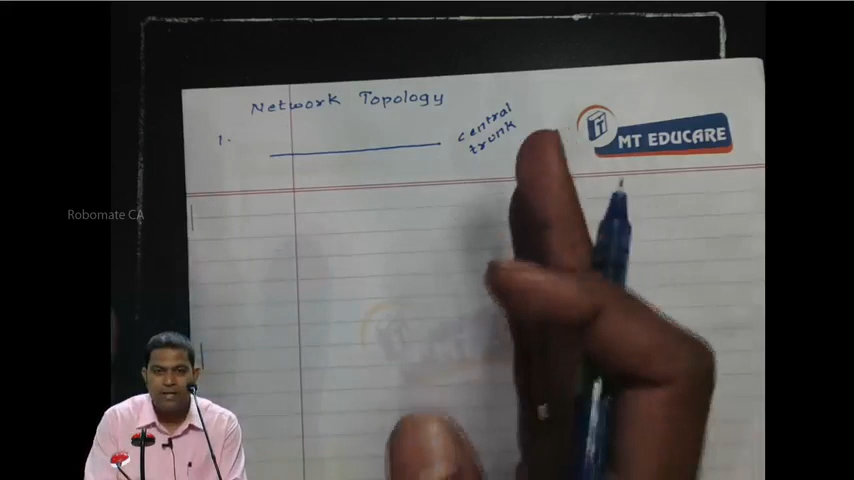 Network Topology
1.
central
trunk
MT EDUCARE
Robomate CA